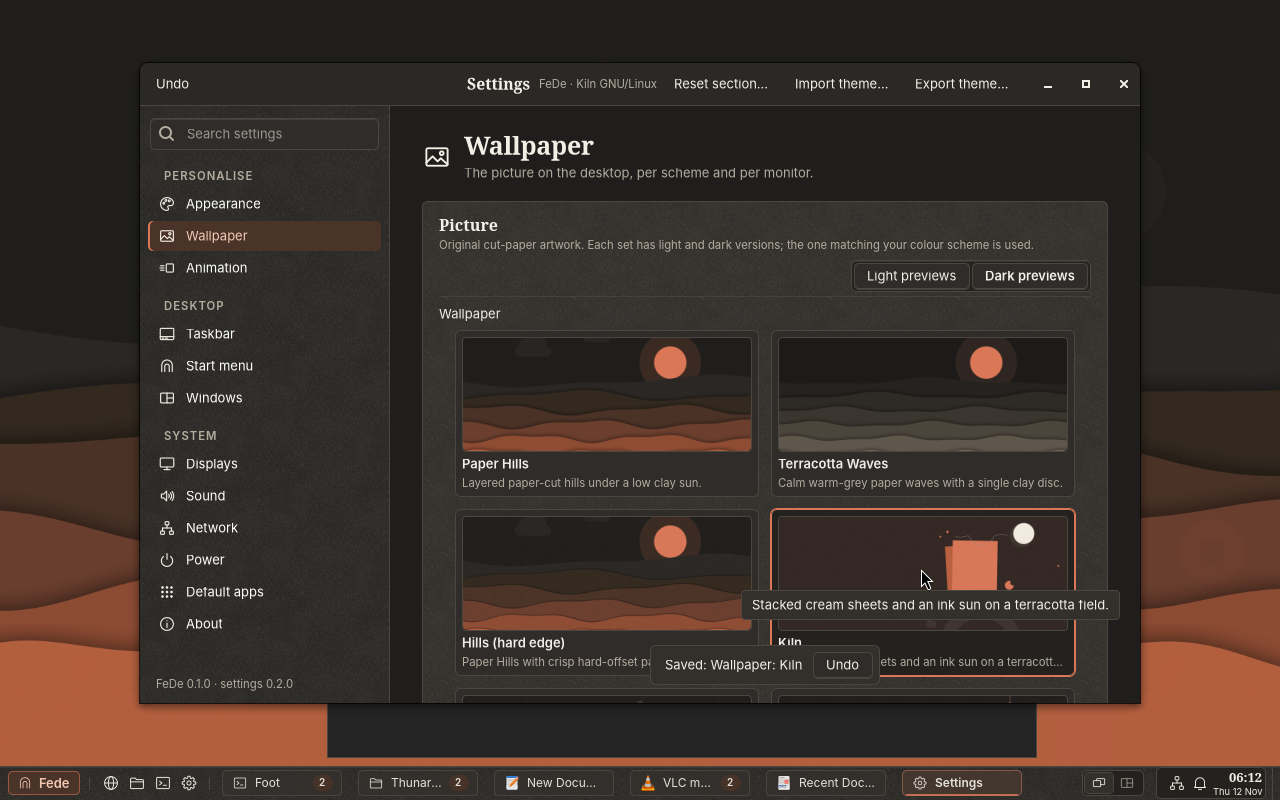 Undo
Settings FeDe · Kiln GNU/Linux
Reset section...
Import theme...
Export theme...
Search settings
PERSONALISE
Appearance
Wallpaper
Animation
DESKTOP
Taskbar
Start menu
Windows
SYSTEM
Displays
Sound
Network
Power
Default apps
About
FeDe 0.1.0 · settings 0.2.0
Wallpaper
The picture on the desktop, per scheme and per monitor.
Picture
Original cut-paper artwork. Each set has light and dark versions; the one matching your colour scheme is used.
Light previews
Dark previews
Wallpaper
Paper Hills
Layered paper-cut hills under a low clay sun.
Terracotta Waves
Calm warm-grey paper waves with a single clay disc.
Hills (hard edge)
Paper Hills with crisp hard-offset
Stacked cream sheets and an ink sun on a terracotta field.
Kiln
ets and an ink sun on a terracott...
Saved: Wallpaper: Kiln
Undo
Fede
Foot 2
Thunar... 2
New Docu...
VLC m... 2
Recent Doc...
Settings
06:12
Thu 12 Nov